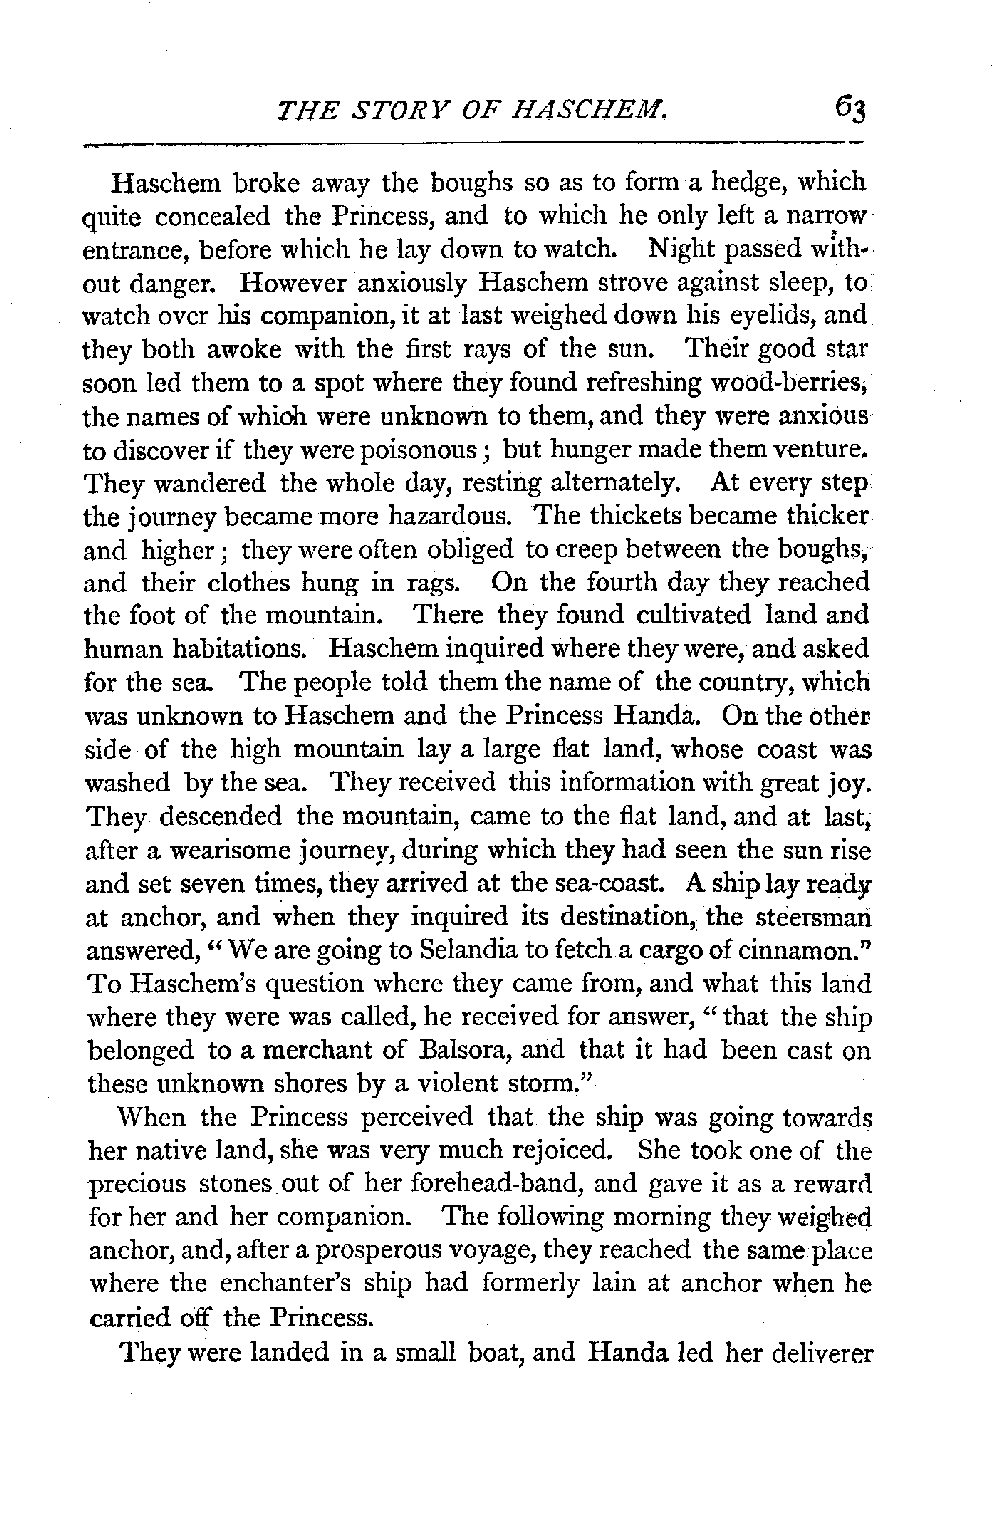 THE STORY OF HASCHEM. 63
Haschem broke away the boughs so as to form a hedge, which
quite concealed the Princess, and to which he only left a narrow
entrance, before which he lay down to watch. Night passed with-
out danger. However anxiously Haschem strove against sleep, to
watch over his companion, it at last weighed down his eyelids, and
they both awoke with the first rays of the sun. Their good star
soon led them to a spot where they found refreshing wood-berries,
the names of which were unknown to them, and they were anxious
to discover if they were poisonous; but hunger made them venture.
They wandered the whole day, resting alternately. At every step
the journey became more hazardous. The thickets became thicker
and higher; they were often obliged to creep between the boughs,
and their clothes hung in rags. On the fourth day they reached
the foot of the mountain. There they found cultivated land and
human habitations. Haschem inquired where they were, and asked
for the sea. The people told them the name of the country, which
was unknown to Haschem and the Princess Handa. On the other
side of the high mountain lay a large flat land, whose coast was
washed by the sea. They received this information with great joy.
They descended the mountain, came to the flat land, and at last,
after a wearisome journey, during which they had seen the sun rise
and set seven times, they arrived at the sea-coast. A ship lay ready
at anchor, and when they inquired its destination, the steersman
answered, "We are going to Selandia to fetch a cargo of cinnamon."
To Haschem's question where they came from, and what this land
where they were was called, he received for answer, "that the ship
belonged to a merchant of Balsora, and that it had been cast on
these unknown shores by a violent storm."
When the Princess perceived that the ship was going towards
her native land, she was very much rejoiced. She took one of the
precious stones out of her forehead-band, and gave it as a reward
for her and her companion. The following morning they weighed
anchor, and, after a prosperous voyage, they reached the same place
where the enchanter's ship had formerly lain at anchor when he
carried off the Princess.
They were landed in a small boat, and Handa led her deliverer